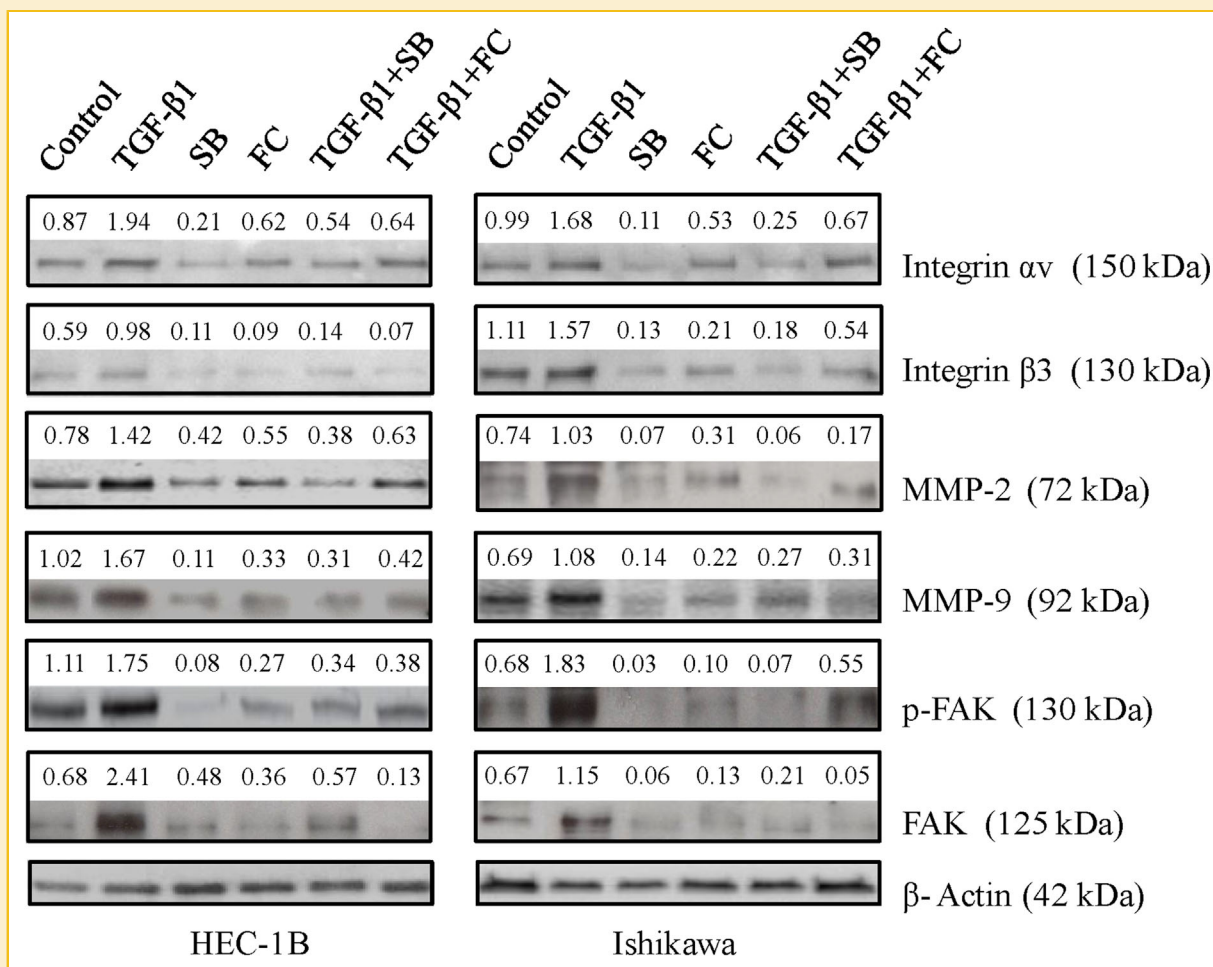 Control TGF-β1 SB FC TGF-β1+SB TGF-β1+FC Control TGF-β1 SB FC TGF-β1+SB TGF-β1+FC
0.87 1.94 0.21 0.62 0.54 0.64 0.99 1.68 0.11 0.53 0.25 0.67
Integrin αv (150 kDa)
0.59 0.98 0.11 0.09 0.14 0.07 1.11 1.57 0.13 0.21 0.18 0.54
Integrin β3 (130 kDa)
0.78 1.42 0.42 0.55 0.38 0.63 0.74 1.03 0.07 0.31 0.06 0.17
MMP-2 (72 kDa)
1.02 1.67 0.11 0.33 0.31 0.42 0.69 1.08 0.14 0.22 0.27 0.31
MMP-9 (92 kDa)
1.11 1.75 0.08 0.27 0.34 0.38 0.68 1.83 0.03 0.10 0.07 0.55
p-FAK (130 kDa)
0.68 2.41 0.48 0.36 0.57 0.13 0.67 1.15 0.06 0.13 0.21 0.05
FAK (125 kDa)
β- Actin (42 kDa)
HEC-1B Ishikawa